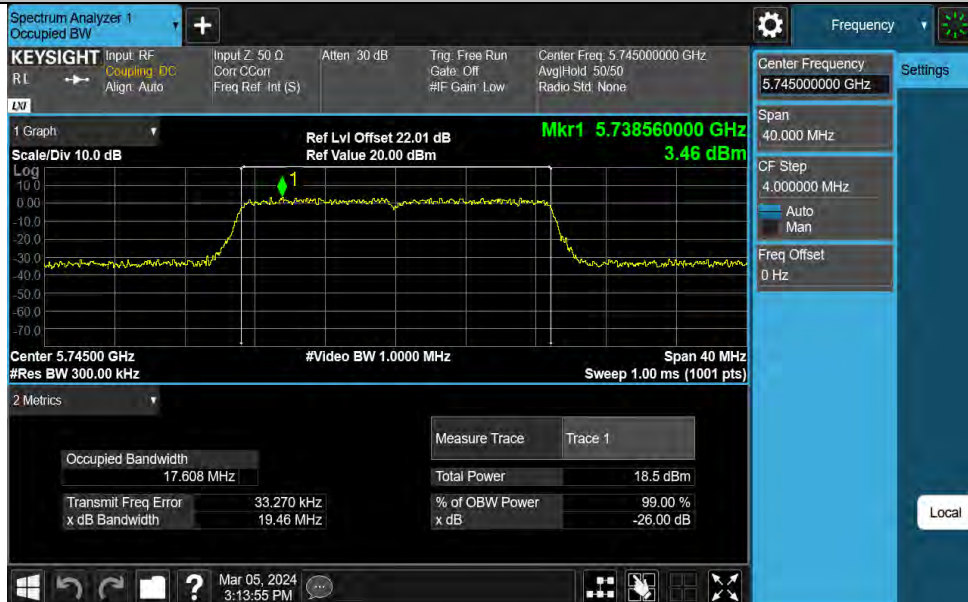 Spectrum Analyzer 1
Occupied BW
+
Frequency
KEYSIGHT
Input: RF
Coupling: DC
Align: Auto
Input Z: 50 Ω
Corr CCorr
Freq Ref: Int (S)
Atten: 30 dB
Trig: Free Run
Gate: Off
#IF Gain: Low
Center Freq: 5.745000000 GHz
Avg|Hold: 50/50
Radio Std: None
LXI
Center Frequency
5.745000000 GHz
Settings
Span
40.000 MHz
CF Step
4.000000 MHz
Auto
Man
Freq Offset
0 Hz
Local
1 Graph
Scale/Div 10.0 dB
Ref Lvl Offset 22.01 dB
Ref Value 20.00 dBm
Mkr1 5.738560000 GHz
3.46 dBm
Log
1
10.0
0.00
-10.0
-20.0
-30.0
-40.0
-50.0
-60.0
-70.0
Center 5.74500 GHz
#Video BW 1.0000 MHz
Span 40 MHz
#Res BW 300.00 kHz
Sweep 1.00 ms (1001 pts)
2 Metrics
Measure Trace
Trace 1
Occupied Bandwidth
17.608 MHz
Total Power
18.5 dBm
Transmit Freq Error
33.270 kHz
% of OBW Power
99.00 %
x dB Bandwidth
19.46 MHz
x dB
-26.00 dB
?
Mar 05, 2024
3:13:55 PM